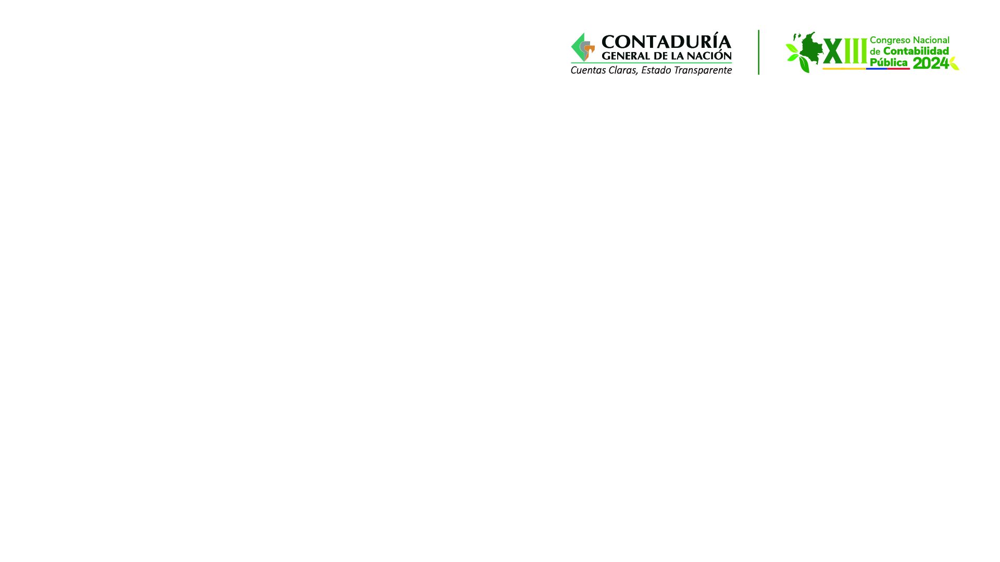 CONTADURÍA
GENERAL DE LA NACIÓN
Cuentas Claras, Estado Transparente
XIII
Congreso Nacional
de Contabilidad
Pública 2024